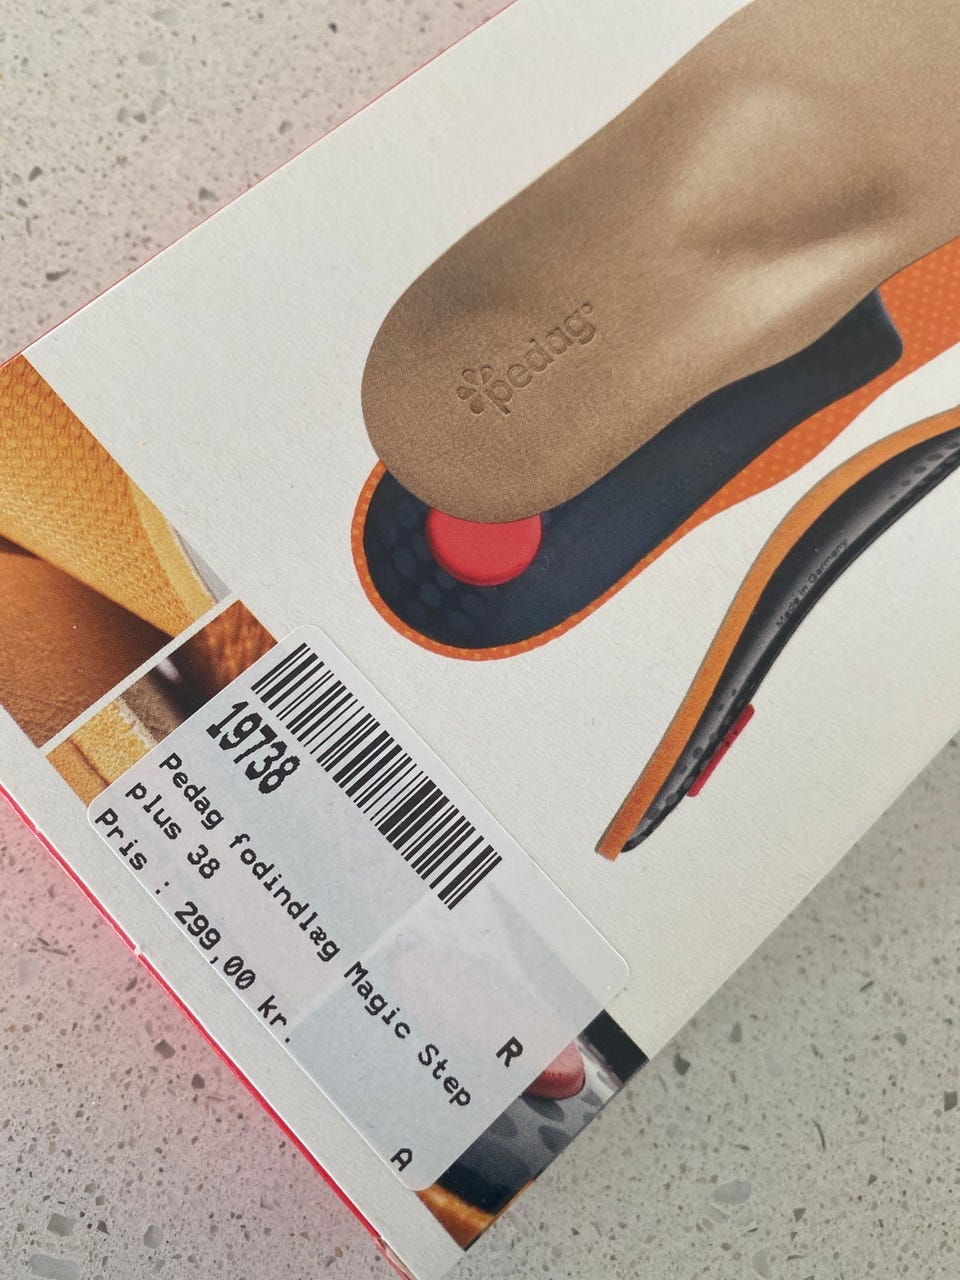 pedag®
Made in Germany
19738
Pedag fodindlæg Magic Step
plus 38
Pris : 299,00 kr.
R
A